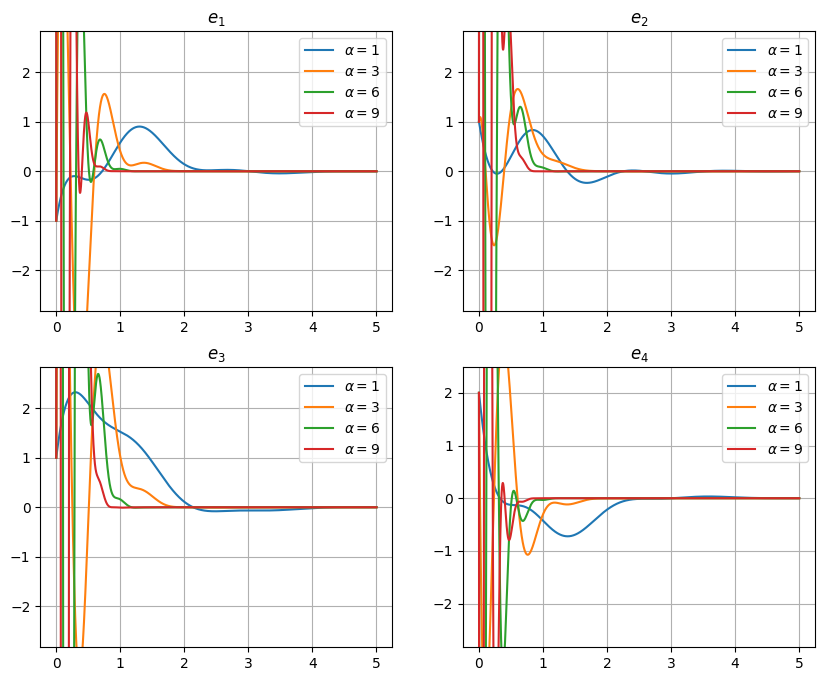 e₁
α = 1
α = 3
α = 6
α = 9
2
1
0
−1
−2
0 1 2 3 4 5
e₂
α = 1
α = 3
α = 6
α = 9
2
1
0
−1
−2
0 1 2 3 4 5
e₃
α = 1
α = 3
α = 6
α = 9
2
1
0
−1
−2
0 1 2 3 4 5
e₄
α = 1
α = 3
α = 6
α = 9
2
1
0
−1
−2
0 1 2 3 4 5